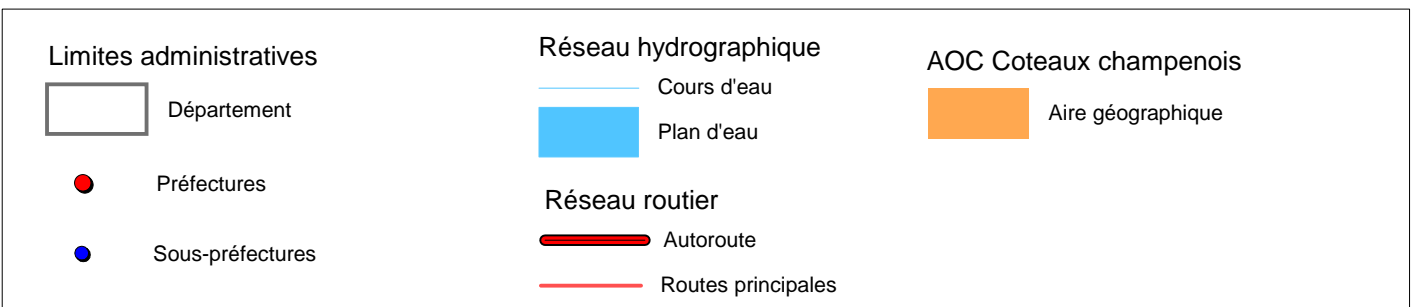 Limites administratives
Département
Préfectures
Sous-préfectures
Réseau hydrographique
Cours d'eau
Plan d'eau
Réseau routier
Autoroute
Routes principales
AOC Coteaux champenois
Aire géographique